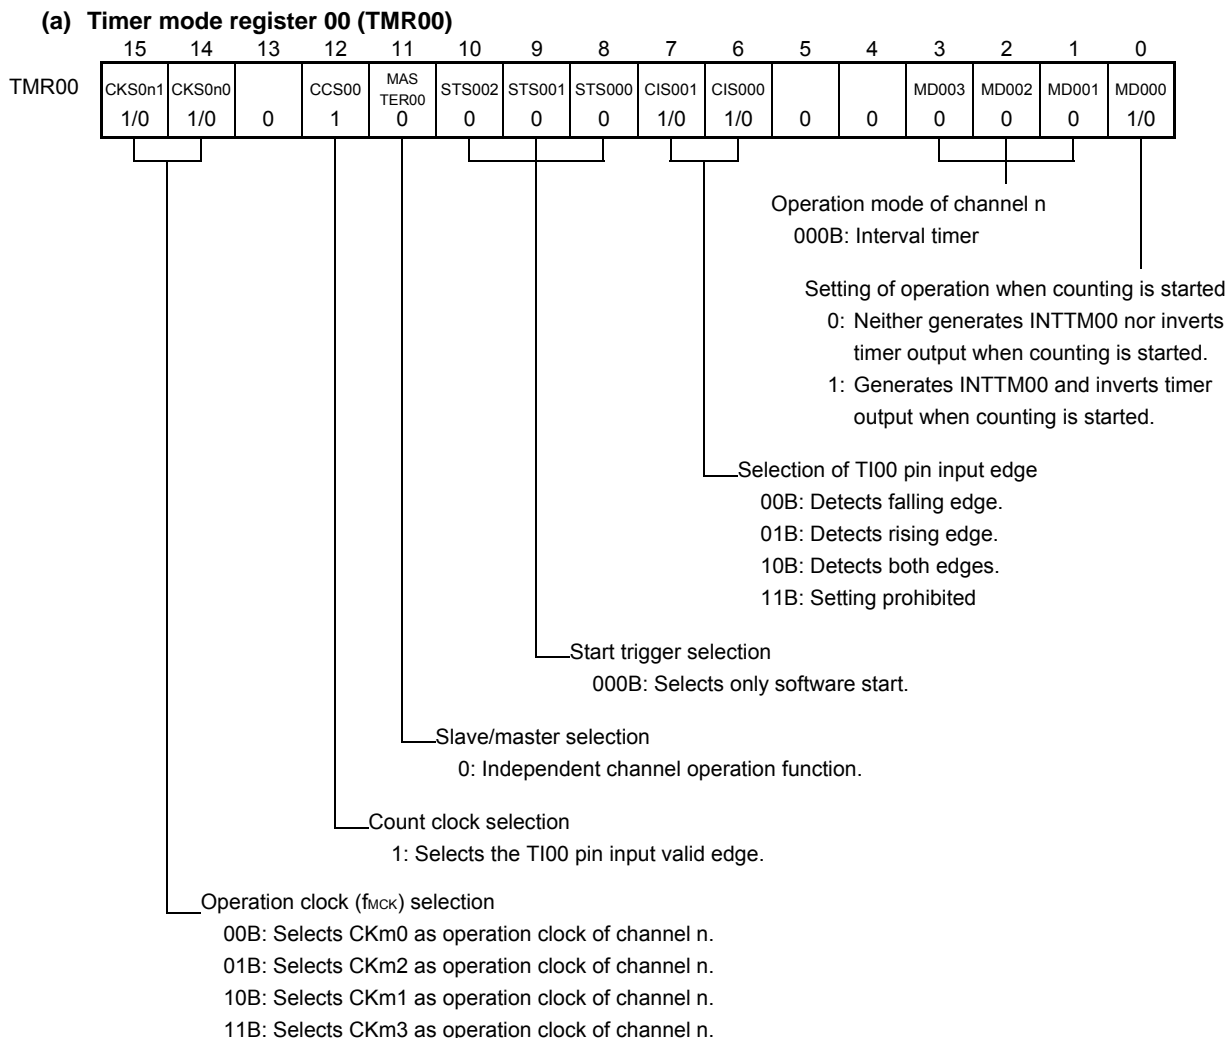 (a) Timer mode register 00 (TMR00)
15 14 13 12 11 10 9 8 7 6 5 4 3 2 1 0
TMR00 CKS0n1 CKS0n0 CCS00 MAS TER00 STS002 STS001 STS000 CIS001 CIS000 MD003 MD002 MD001 MD000
1/0 1/0 0 1 0 0 0 0 1/0 1/0 0 0 0 0 0 1/0
Operation mode of channel n
000B: Interval timer
Setting of operation when counting is started
0: Neither generates INTTM00 nor inverts
timer output when counting is started.
1: Generates INTTM00 and inverts timer
output when counting is started.
Selection of TI00 pin input edge
00B: Detects falling edge.
01B: Detects rising edge.
10B: Detects both edges.
11B: Setting prohibited
Start trigger selection
000B: Selects only software start.
Slave/master selection
0: Independent channel operation function.
Count clock selection
1: Selects the TI00 pin input valid edge.
Operation clock (fMCK) selection
00B: Selects CKm0 as operation clock of channel n.
01B: Selects CKm2 as operation clock of channel n.
10B: Selects CKm1 as operation clock of channel n.
11B: Selects CKm3 as operation clock of channel n.